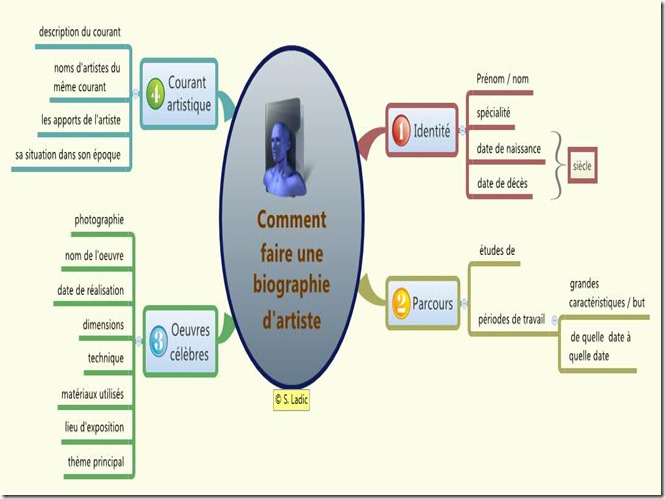 Comment
faire une
biographie
d'artiste
1 Identité
Prénom / nom
spécialité
date de naissance
date de décès
siécle
2 Parcours
études de
périodes de travail
grandes
caractéristiques / but
de quelle date à
quelle date
3 Oeuvres
célèbres
photographie
nom de l'oeuvre
date de réalisation
dimensions
technique
matériaux utilisés
lieu d'exposition
thème principal
4 Courant
artistique
description du courant
noms d'artistes du
même courant
les apports de l'artiste
sa situation dans son époque
© S. Ladic